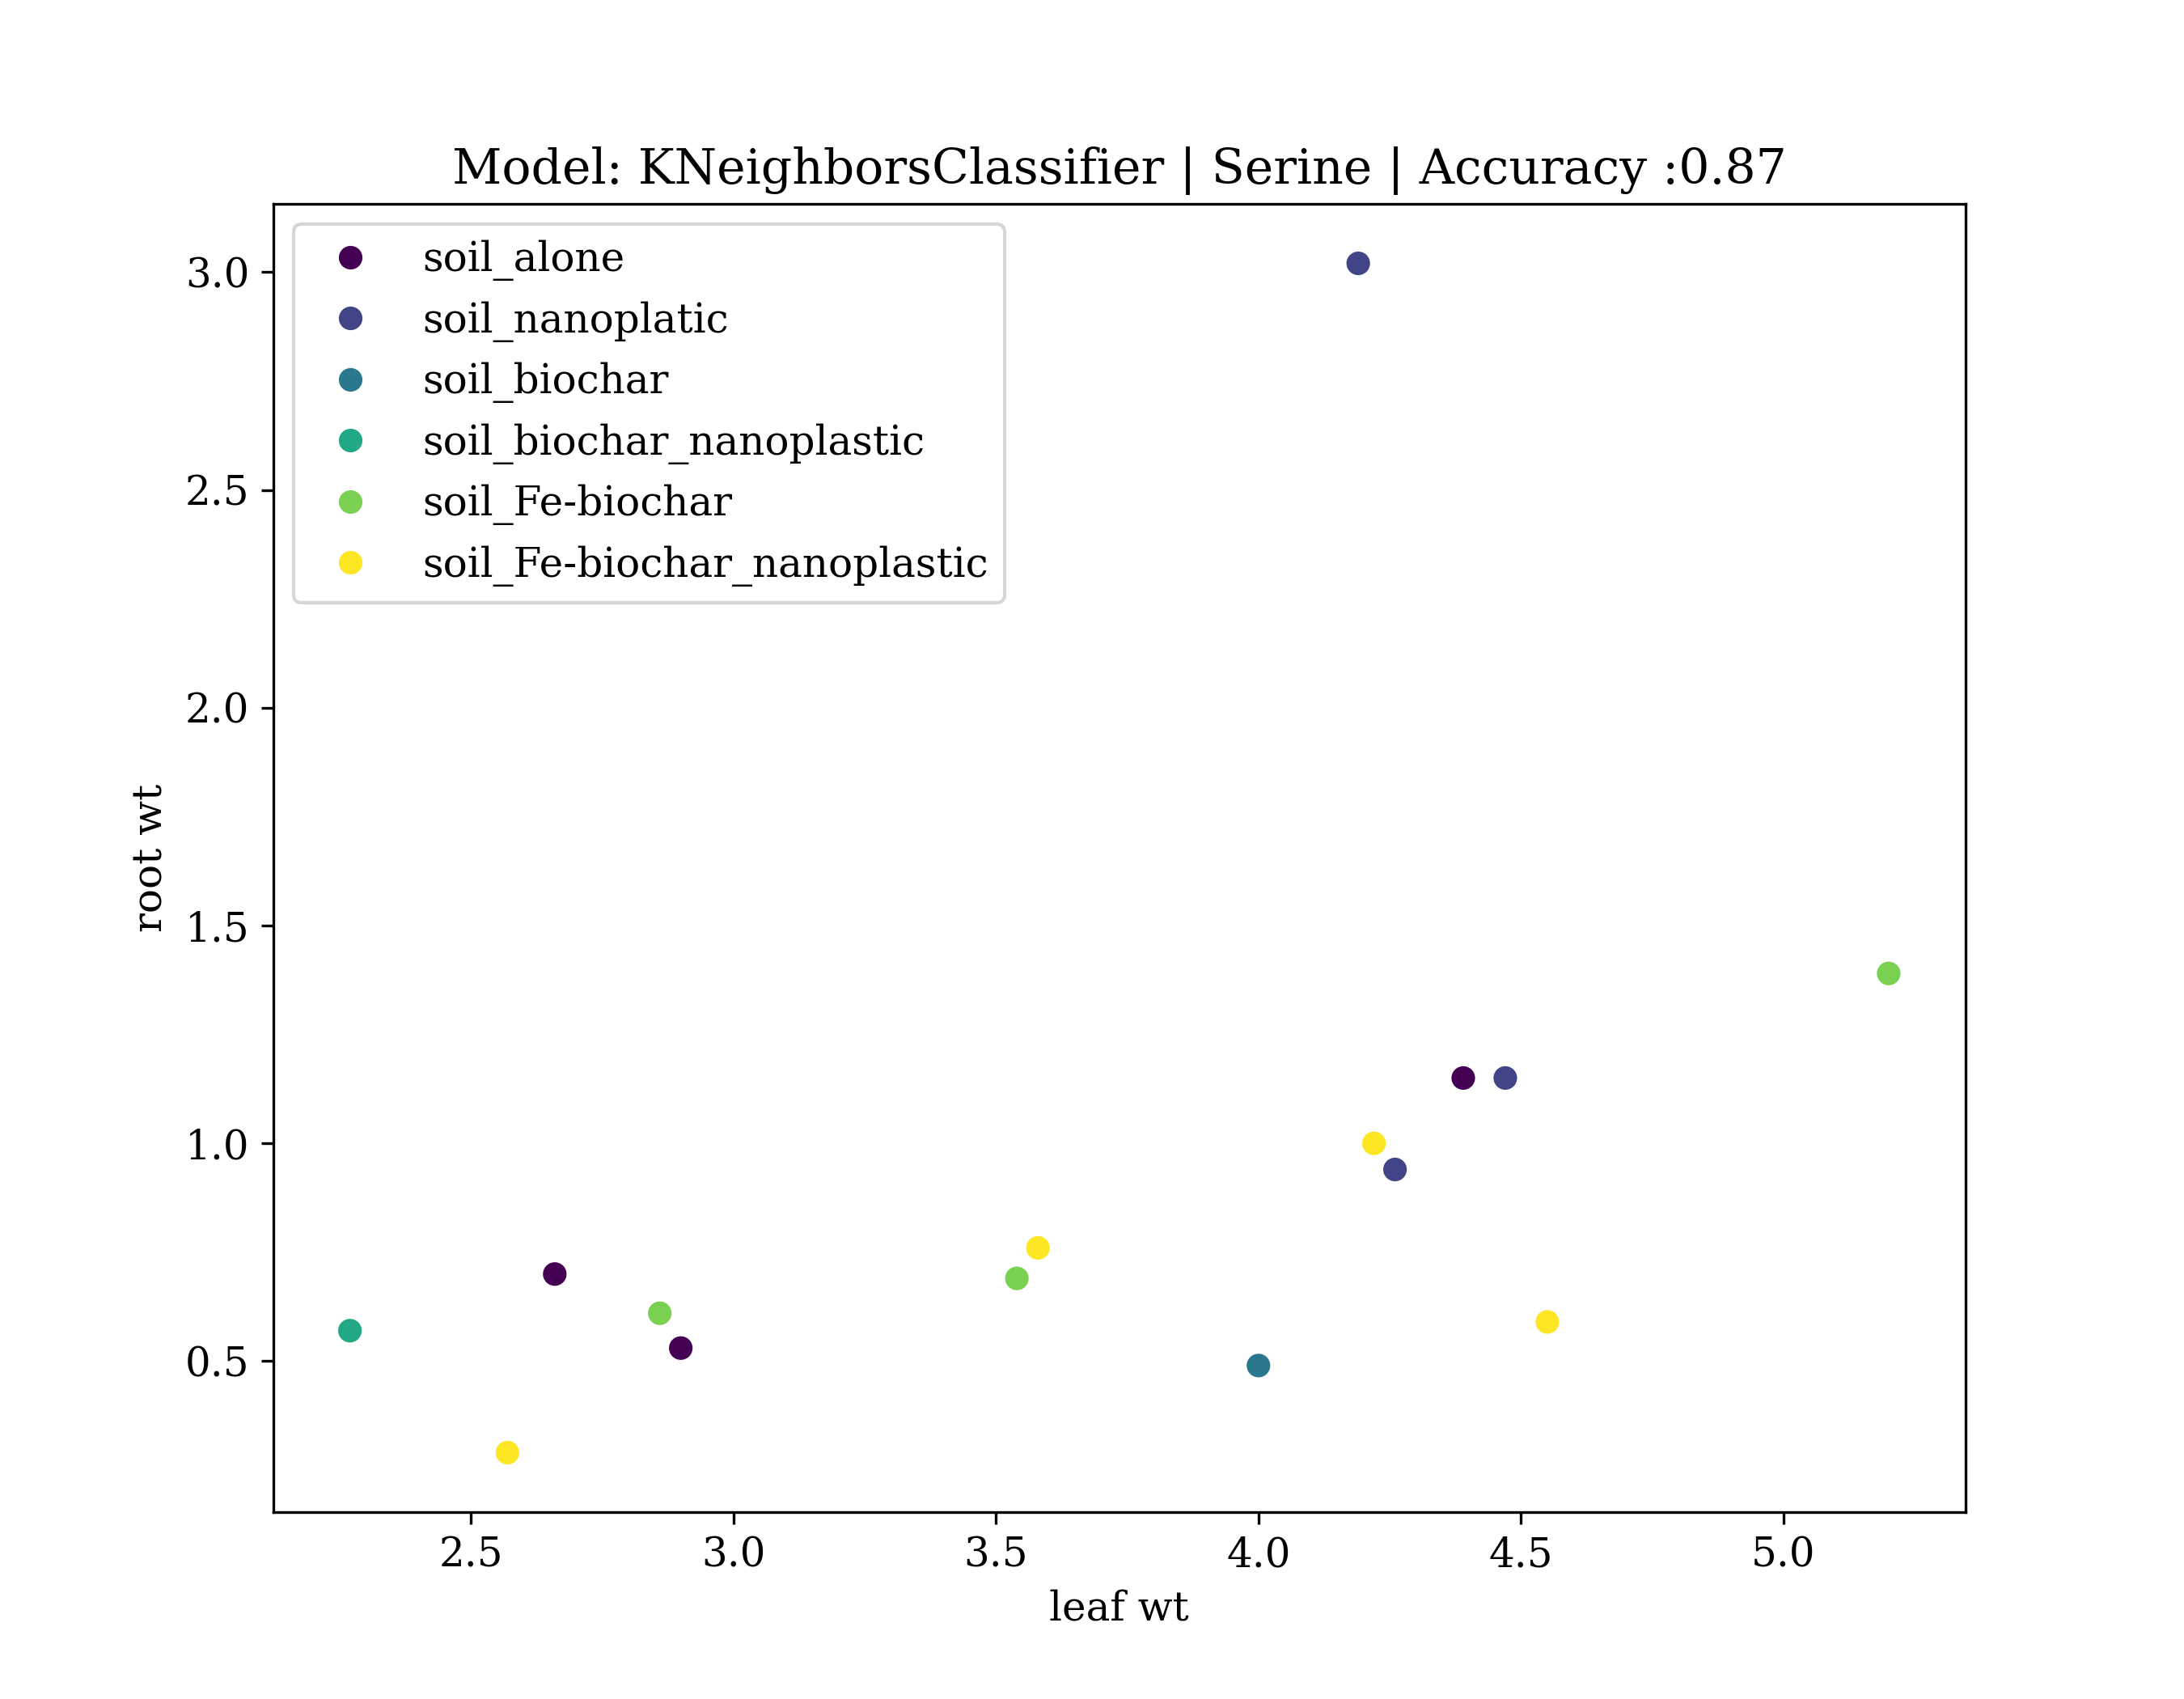 Model: KNeighborsClassifier | Serine | Accuracy :0.87
soil_alone
soil_nanoplatic
soil_biochar
soil_biochar_nanoplastic
soil_Fe-biochar
soil_Fe-biochar_nanoplastic
3.0
2.5
2.0
1.5
1.0
0.5
root wt
2.5 3.0 3.5 4.0 4.5 5.0
leaf wt